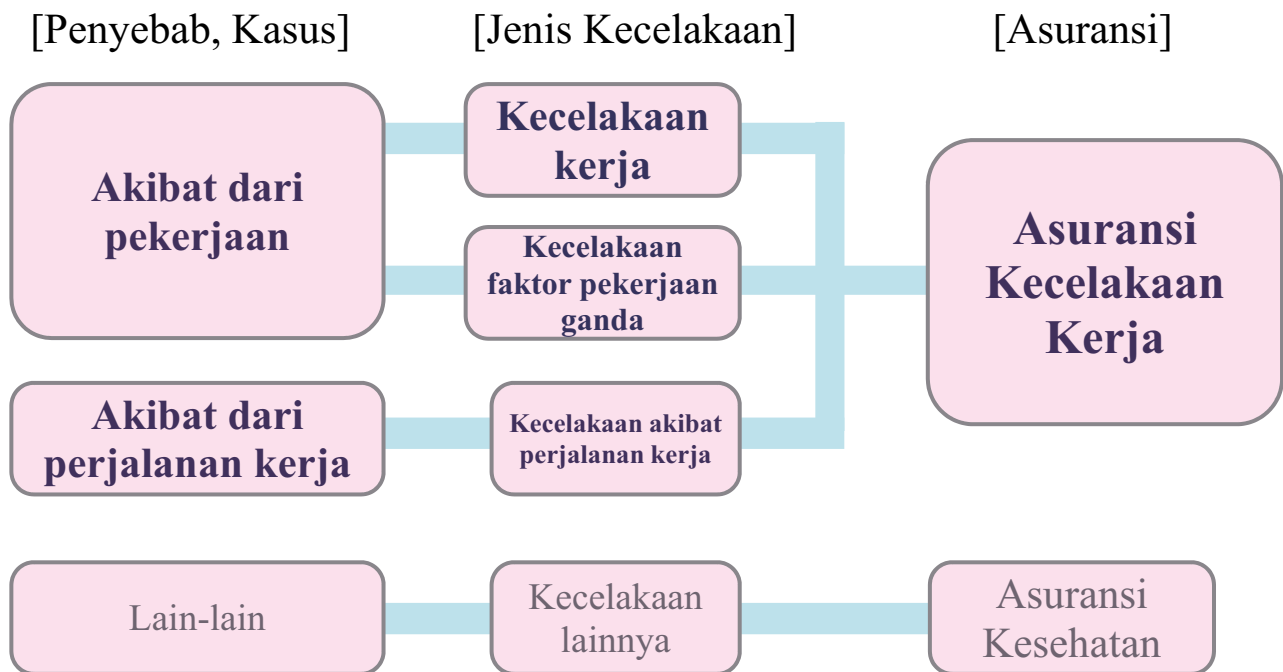 [Penyebab, Kasus]
[Jenis Kecelakaan]
[Asuransi]
Akibat dari
pekerjaan
Kecelakaan
kerja
Kecelakaan
faktor pekerjaan
ganda
Asuransi
Kecelakaan
Kerja
Akibat dari
perjalanan kerja
Kecelakaan akibat
perjalanan kerja
Lain-lain
Kecelakaan
lainnya
Asuransi
Kesehatan